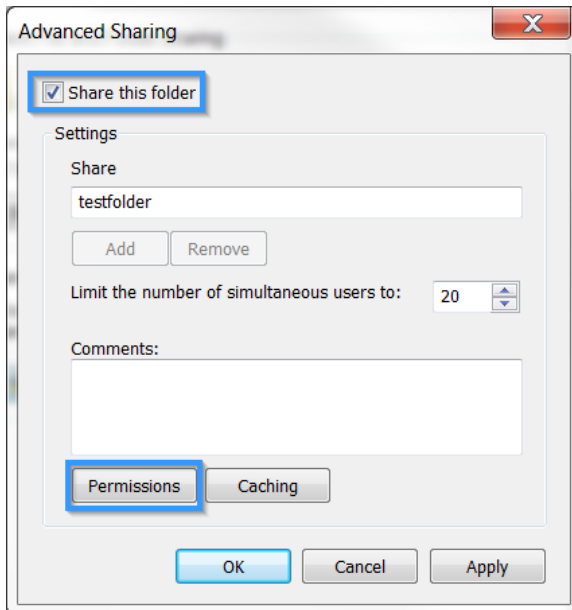 Advanced Sharing
Share this folder
Settings
Share
testfolder
Add Remove
Limit the number of simultaneous users to: 20
Comments:
Permissions Caching
OK Cancel Apply